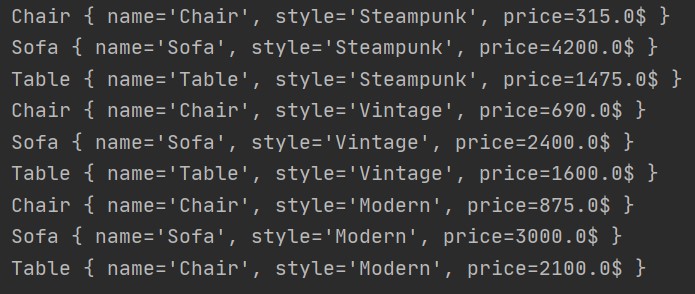 Chair { name='Chair', style='Steampunk', price=315.0$ }
Sofa { name='Sofa', style='Steampunk', price=4200.0$ }
Table { name='Table', style='Steampunk', price=1475.0$ }
Chair { name='Chair', style='Vintage', price=690.0$ }
Sofa { name='Sofa', style='Vintage', price=2400.0$ }
Table { name='Table', style='Vintage', price=1600.0$ }
Chair { name='Chair', style='Modern', price=875.0$ }
Sofa { name='Sofa', style='Modern', price=3000.0$ }
Table { name='Chair', style='Modern', price=2100.0$ }